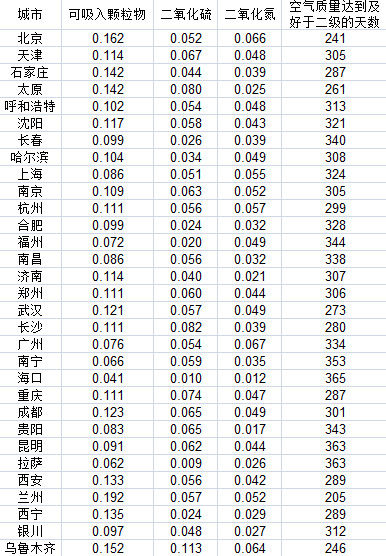 城市 可吸入颗粒物 二氧化硫 二氧化氮 空气质量达到及
好于二级的天数
北京 0.162 0.052 0.066 241
天津 0.114 0.067 0.048 305
石家庄 0.142 0.044 0.039 287
太原 0.142 0.080 0.025 261
呼和浩特 0.102 0.054 0.048 313
沈阳 0.117 0.058 0.043 321
长春 0.099 0.026 0.039 340
哈尔滨 0.104 0.034 0.049 308
上海 0.086 0.051 0.055 324
南京 0.109 0.063 0.052 305
杭州 0.111 0.056 0.057 299
合肥 0.099 0.024 0.032 328
福州 0.072 0.020 0.049 344
南昌 0.086 0.056 0.032 338
济南 0.114 0.040 0.021 307
郑州 0.111 0.060 0.044 306
武汉 0.121 0.057 0.049 273
长沙 0.111 0.082 0.039 280
广州 0.076 0.054 0.067 334
南宁 0.066 0.059 0.035 353
海口 0.041 0.010 0.012 365
重庆 0.111 0.074 0.047 287
成都 0.123 0.065 0.049 301
贵阳 0.083 0.065 0.017 343
昆明 0.091 0.062 0.044 363
拉萨 0.062 0.009 0.026 363
西安 0.133 0.056 0.042 289
兰州 0.192 0.057 0.052 205
西宁 0.135 0.024 0.029 289
银川 0.097 0.048 0.027 312
乌鲁木齐 0.152 0.113 0.064 246